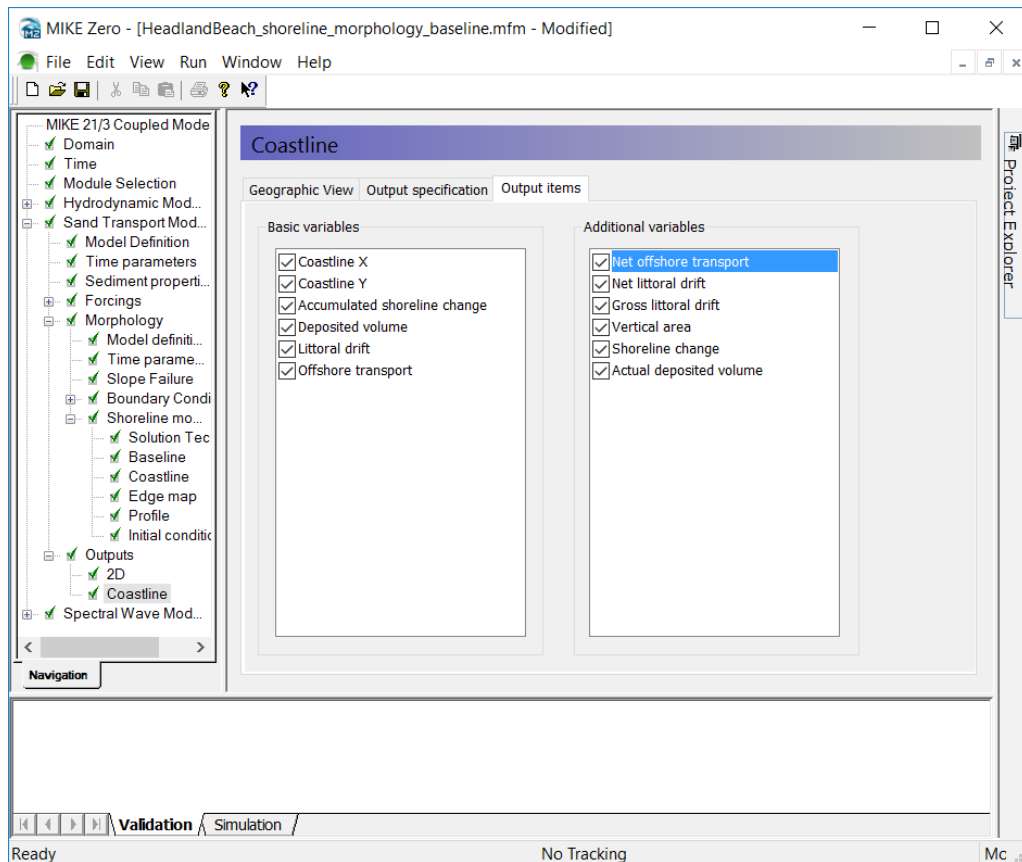 MIKE Zero - [HeadlandBeach_shoreline_morphology_baseline.mfm - Modified]
File Edit View Run Window Help
MIKE 21/3 Coupled Mode
Domain
Time
Module Selection
Hydrodynamic Mod...
Sand Transport Mod...
Model Definition
Time parameters
Sediment properti...
Forcings
Morphology
Model definiti...
Time parame...
Slope Failure
Boundary Condi
Shoreline mo...
Solution Tec
Baseline
Coastline
Edge map
Profile
Initial conditic
Outputs
2D
Coastline
Spectral Wave Mod...
Navigation
Coastline
Geographic View Output specification Output items
Basic variables
Coastline X
Coastline Y
Accumulated shoreline change
Deposited volume
Littoral drift
Offshore transport
Additional variables
Net offshore transport
Net littoral drift
Gross littoral drift
Vertical area
Shoreline change
Actual deposited volume
Project Explorer
Validation Simulation
Ready No Tracking Mc